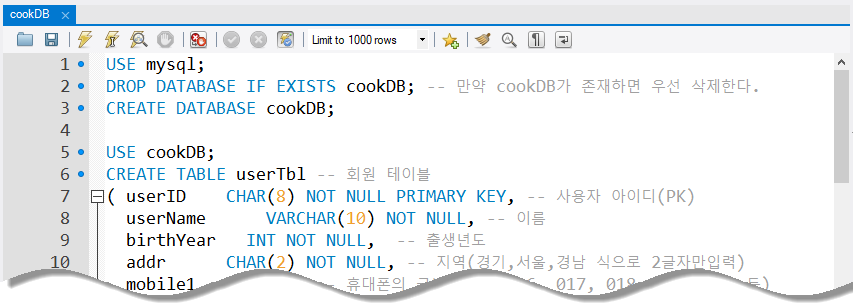 cookDB ×
Limit to 1000 rows
1 USE mysql;
2 DROP DATABASE IF EXISTS cookDB; -- 만약 cookDB가 존재하면 우선 삭제한다.
3 CREATE DATABASE cookDB;
4
5 USE cookDB;
6 CREATE TABLE userTbl -- 회원 테이블
7 ( userID CHAR(8) NOT NULL PRIMARY KEY, -- 사용자 아이디(PK)
8 userName VARCHAR(10) NOT NULL, -- 이름
9 birthYear INT NOT NULL, -- 출생년도
10 addr CHAR(2) NOT NULL, -- 지역(경기,서울,경남 식으로 2글자만입력)
mobile1 휴대폰의 017, 018